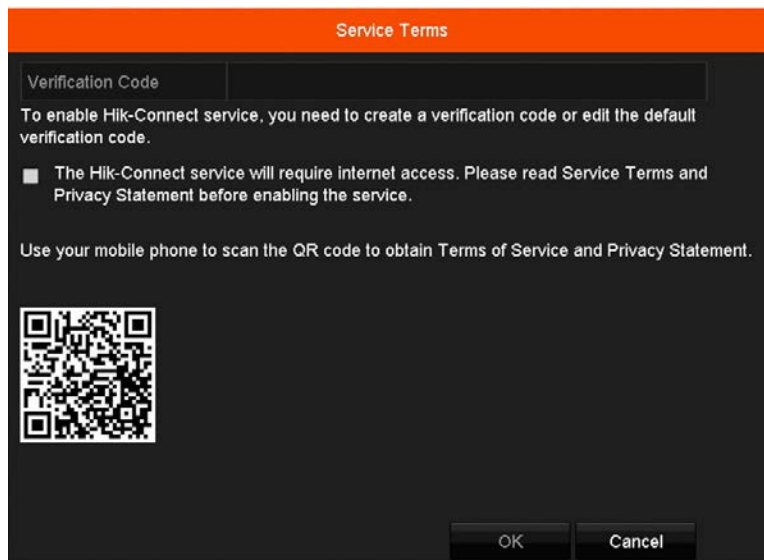 Service Terms
Verification Code
To enable Hik-Connect service, you need to create a verification code or edit the default
verification code.
The Hik-Connect service will require internet access. Please read Service Terms and
Privacy Statement before enabling the service.
Use your mobile phone to scan the QR code to obtain Terms of Service and Privacy Statement.
OK
Cancel